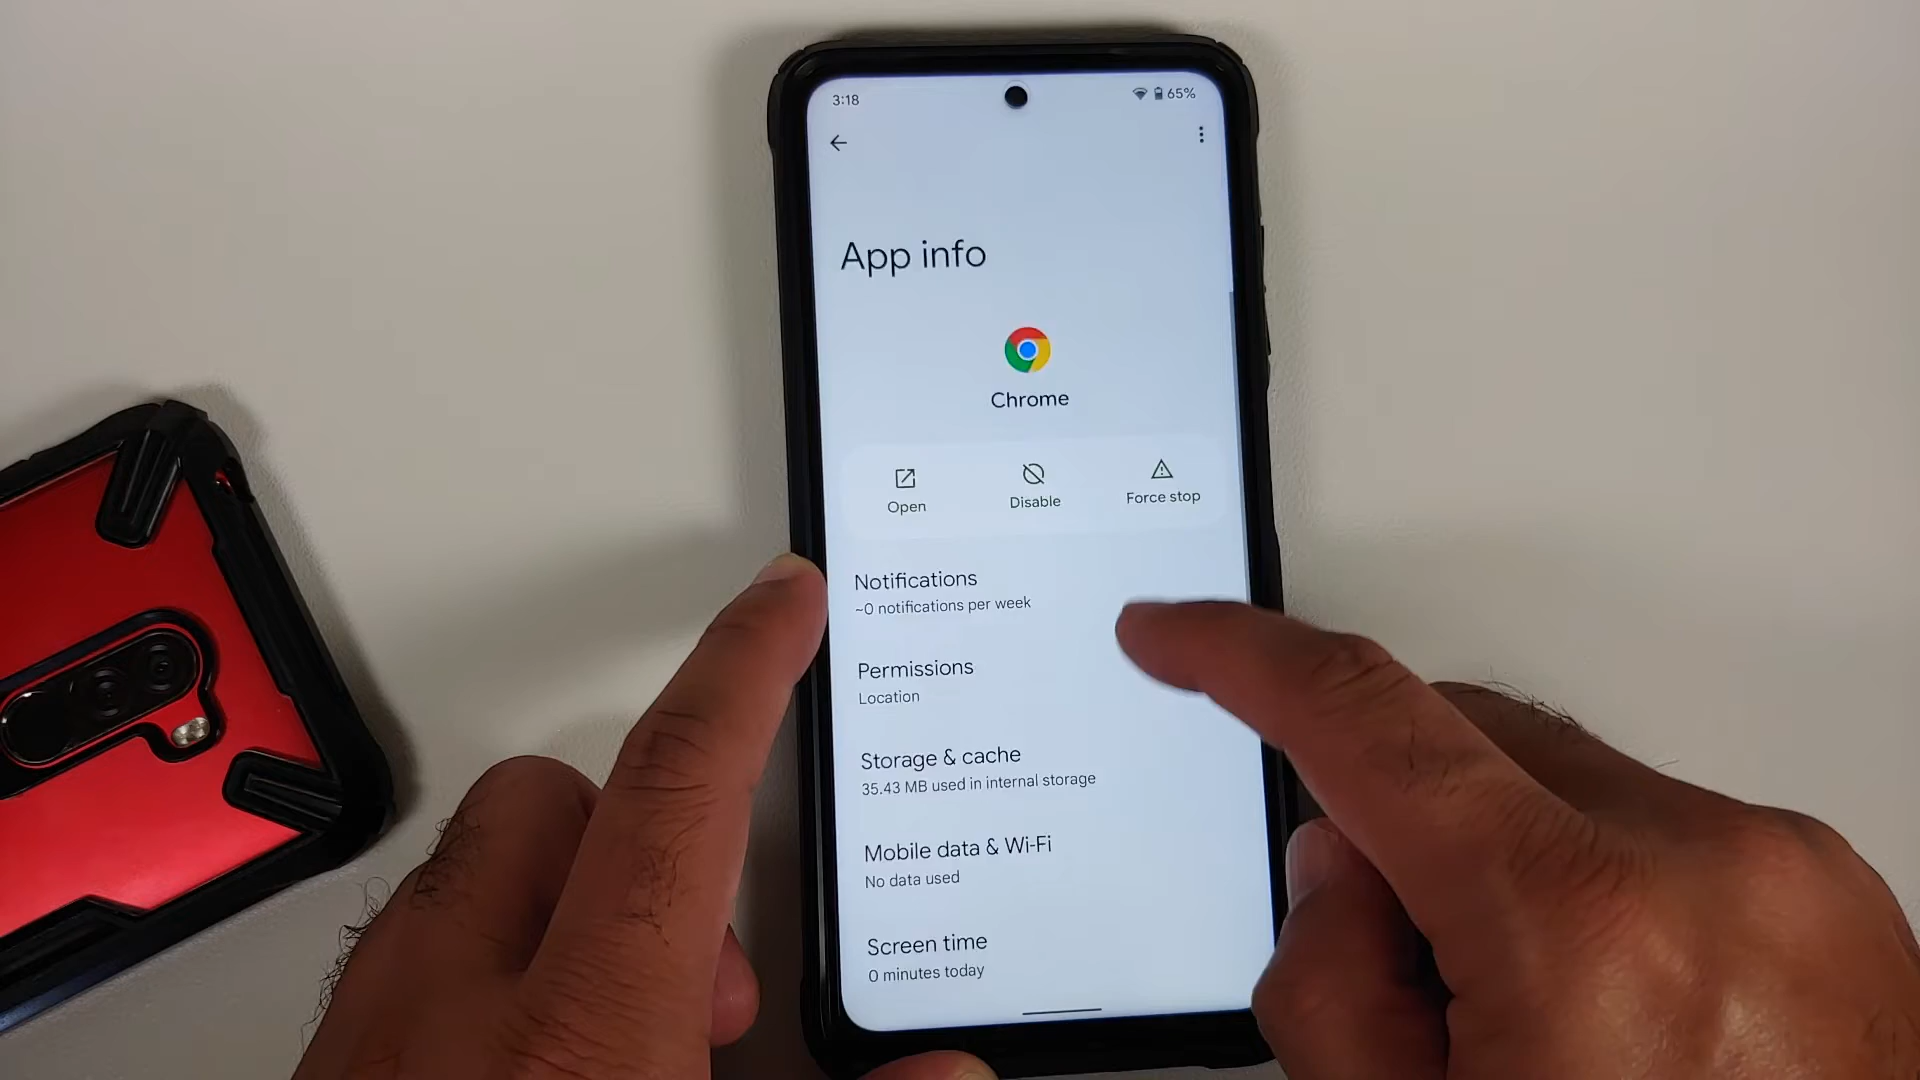 3:18
65%
App info
Chrome
Open
Disable
Force stop
Notifications
~0 notifications per week
Permissions
Location
Storage & cache
35.43 MB used in internal storage
Mobile data & Wi-Fi
No data used
Screen time
0 minutes today